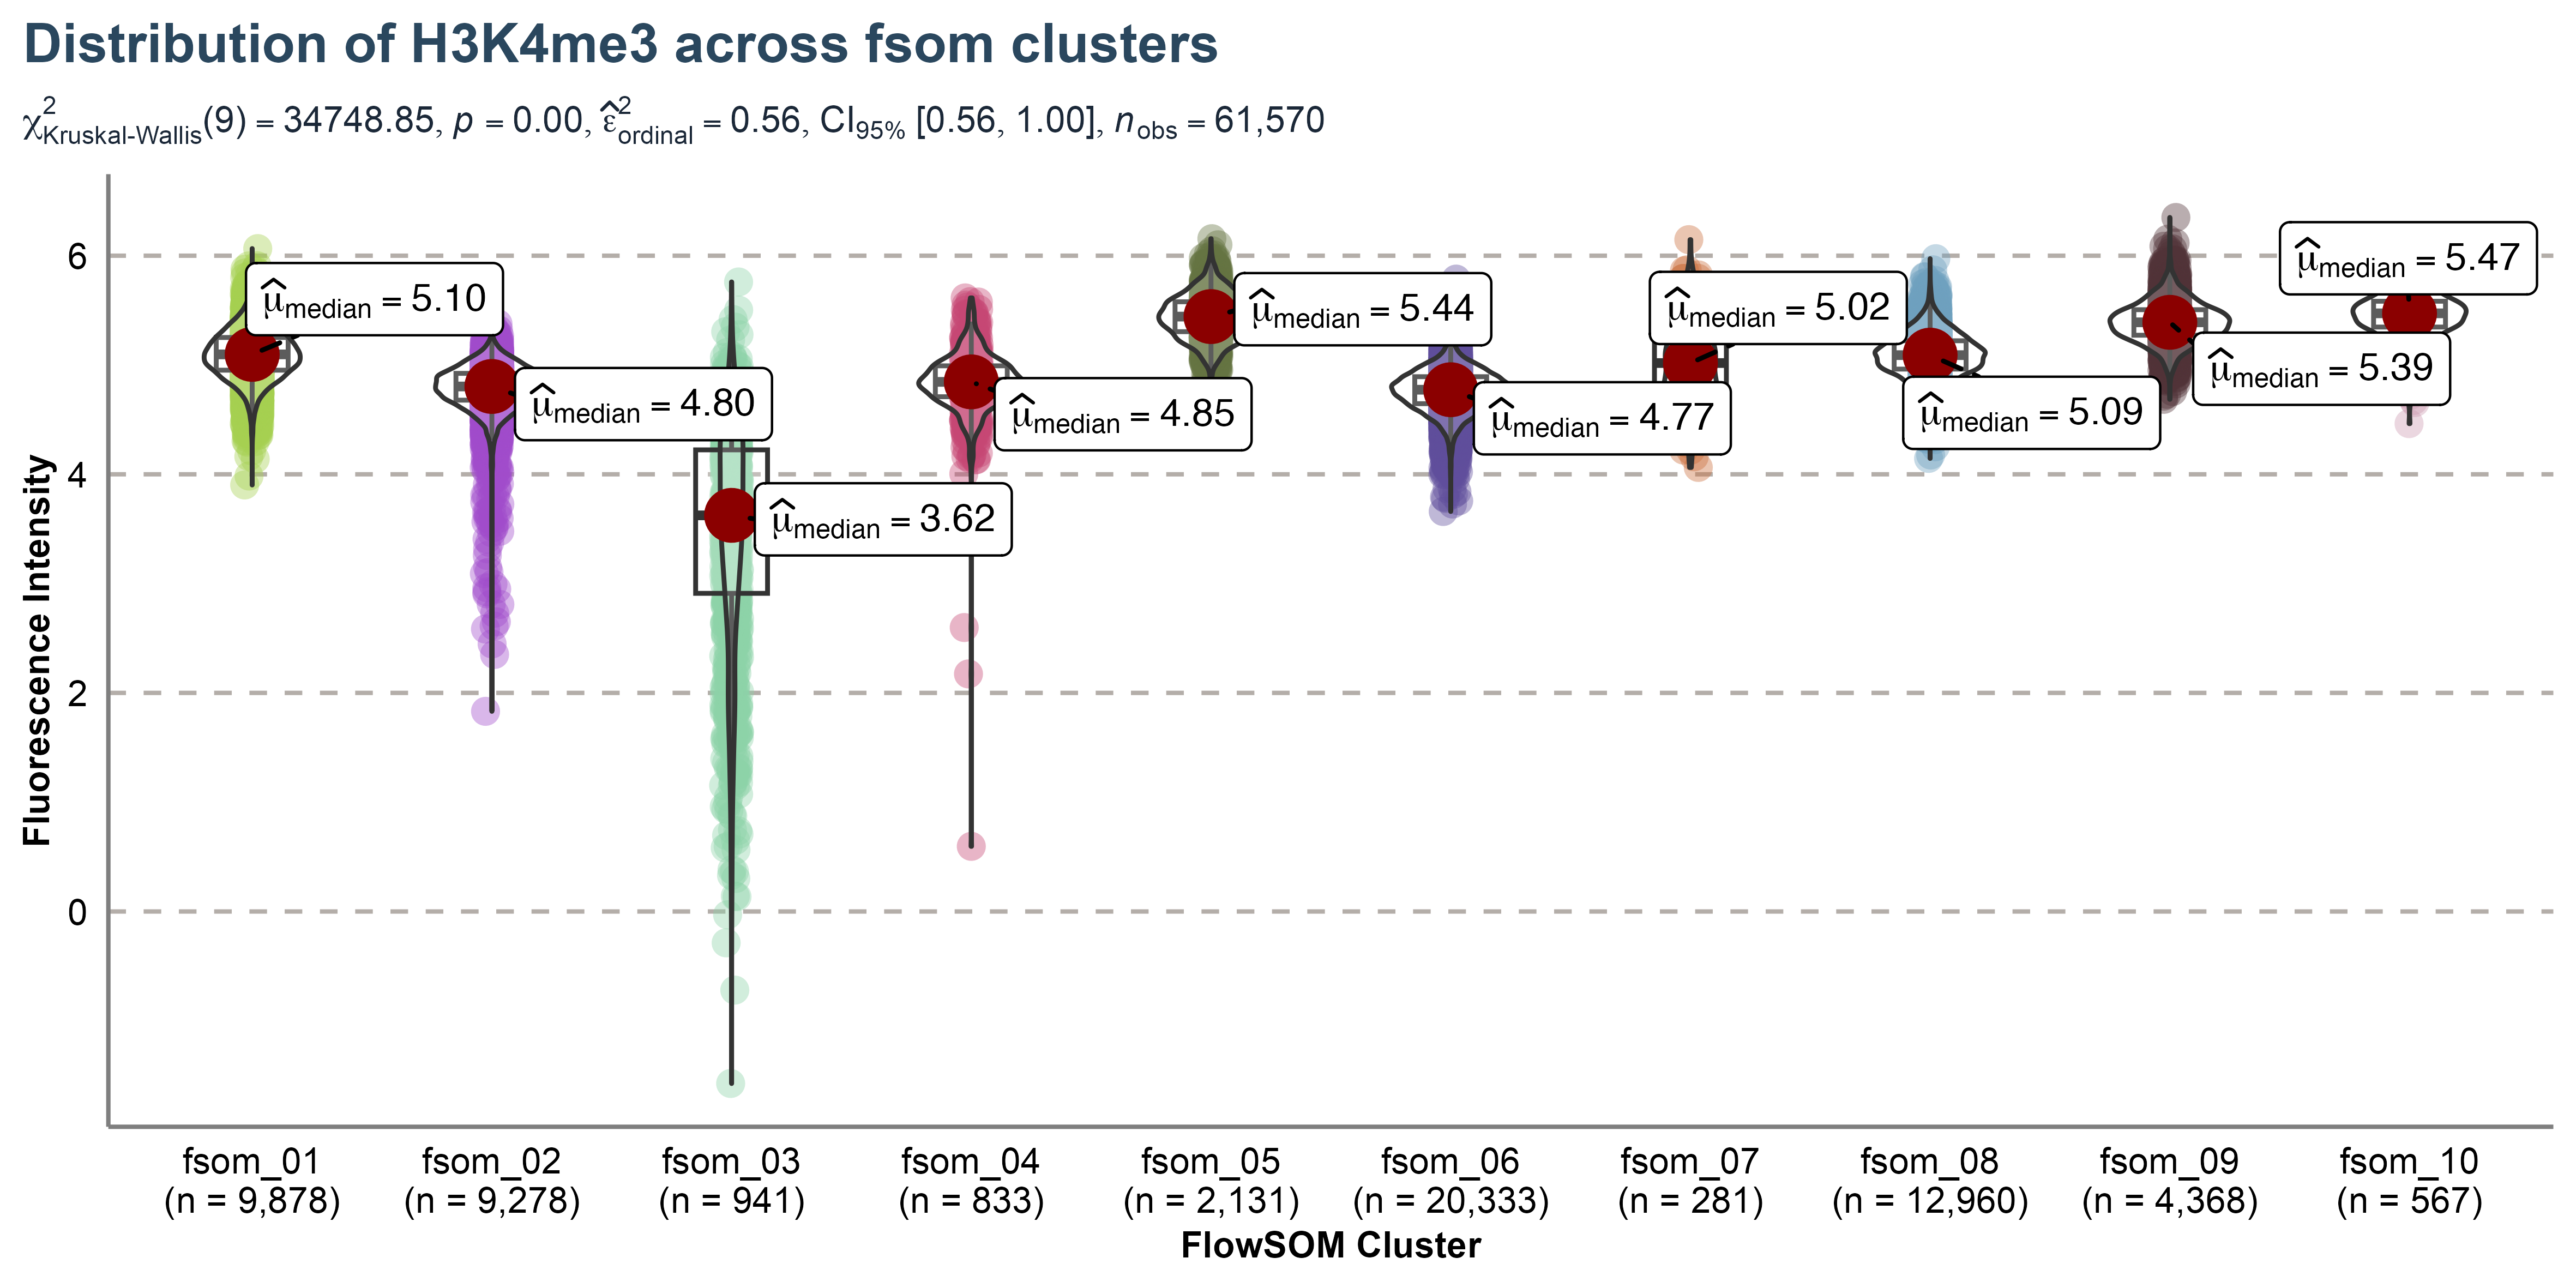 Distribution of H3K4me3 across fsom clusters
χ²Kruskal-Wallis(9) = 34748.85, p = 0.00, ε̂²ordinal = 0.56, CI95% [0.56, 1.00], nobs = 61,570
Fluorescence Intensity
6
4
2
0
μ̂median = 5.10
μ̂median = 4.80
μ̂median = 3.62
μ̂median = 4.85
μ̂median = 5.44
μ̂median = 4.77
μ̂median = 5.02
μ̂median = 5.09
μ̂median = 5.39
μ̂median = 5.47
fsom_01 fsom_02 fsom_03 fsom_04 fsom_05 fsom_06 fsom_07 fsom_08 fsom_09 fsom_10
(n = 9,878) (n = 9,278) (n = 941) (n = 833) (n = 2,131) (n = 20,333) (n = 281) (n = 12,960) (n = 4,368) (n = 567)
FlowSOM Cluster